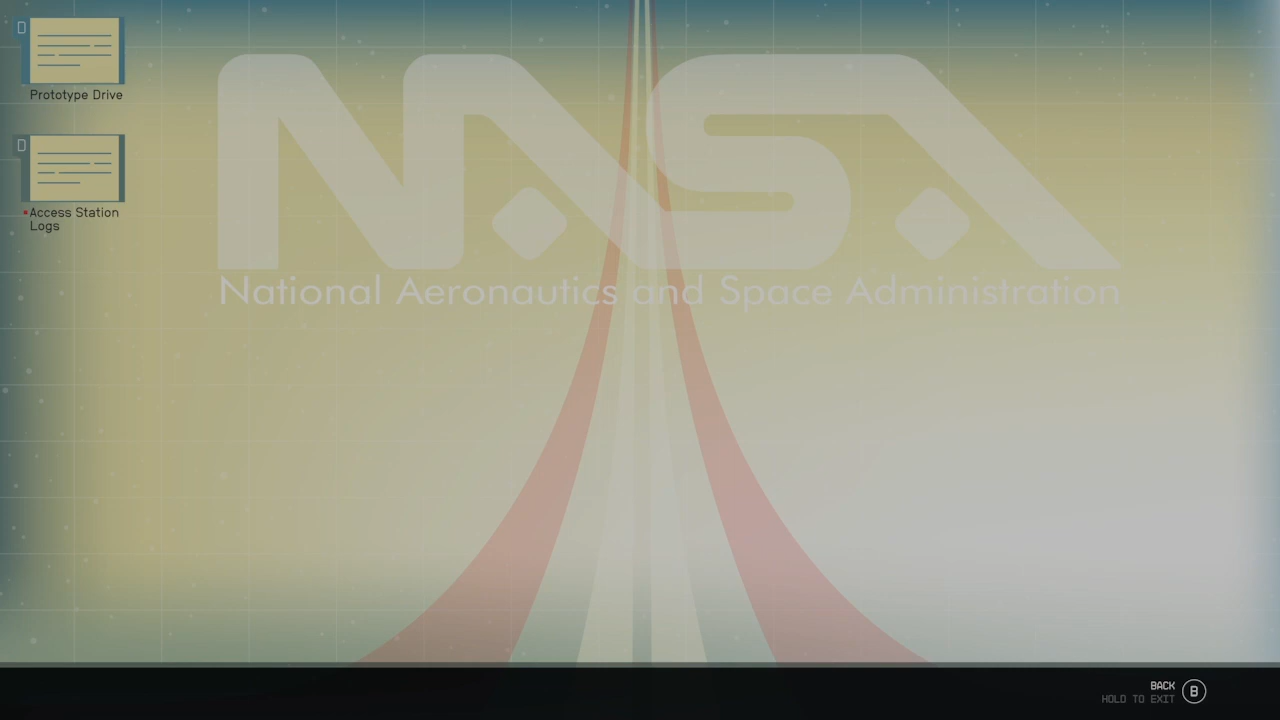 D
Prototype Drive
D
Access Station
Logs
NASA
National Aeronautics and Space Administration
BACK
HOLD TO EXIT
B